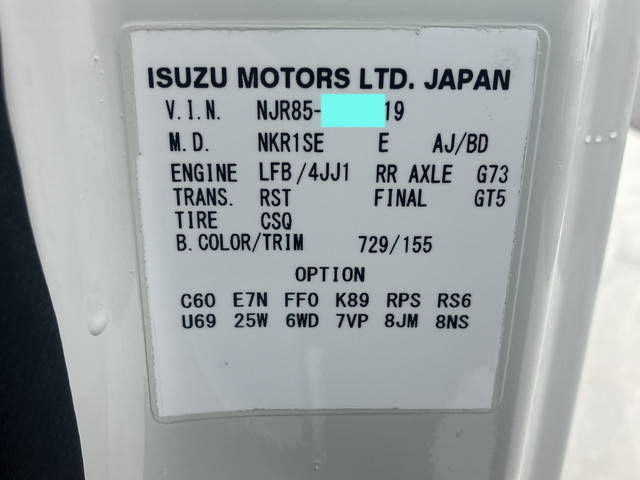 ISUZU MOTORS LTD. JAPAN
V.I.N. NJR85- 19
M.D. NKR1SE E AJ/BD
ENGINE LFB/4JJ1 RR AXLE G73
TRANS. RST FINAL GT5
TIRE CSQ
B.COLOR/TRIM 729/155
OPTION
C60 E7N FF0 K89 RPS RS6
U69 25W 6WD 7VP 8JM 8NS